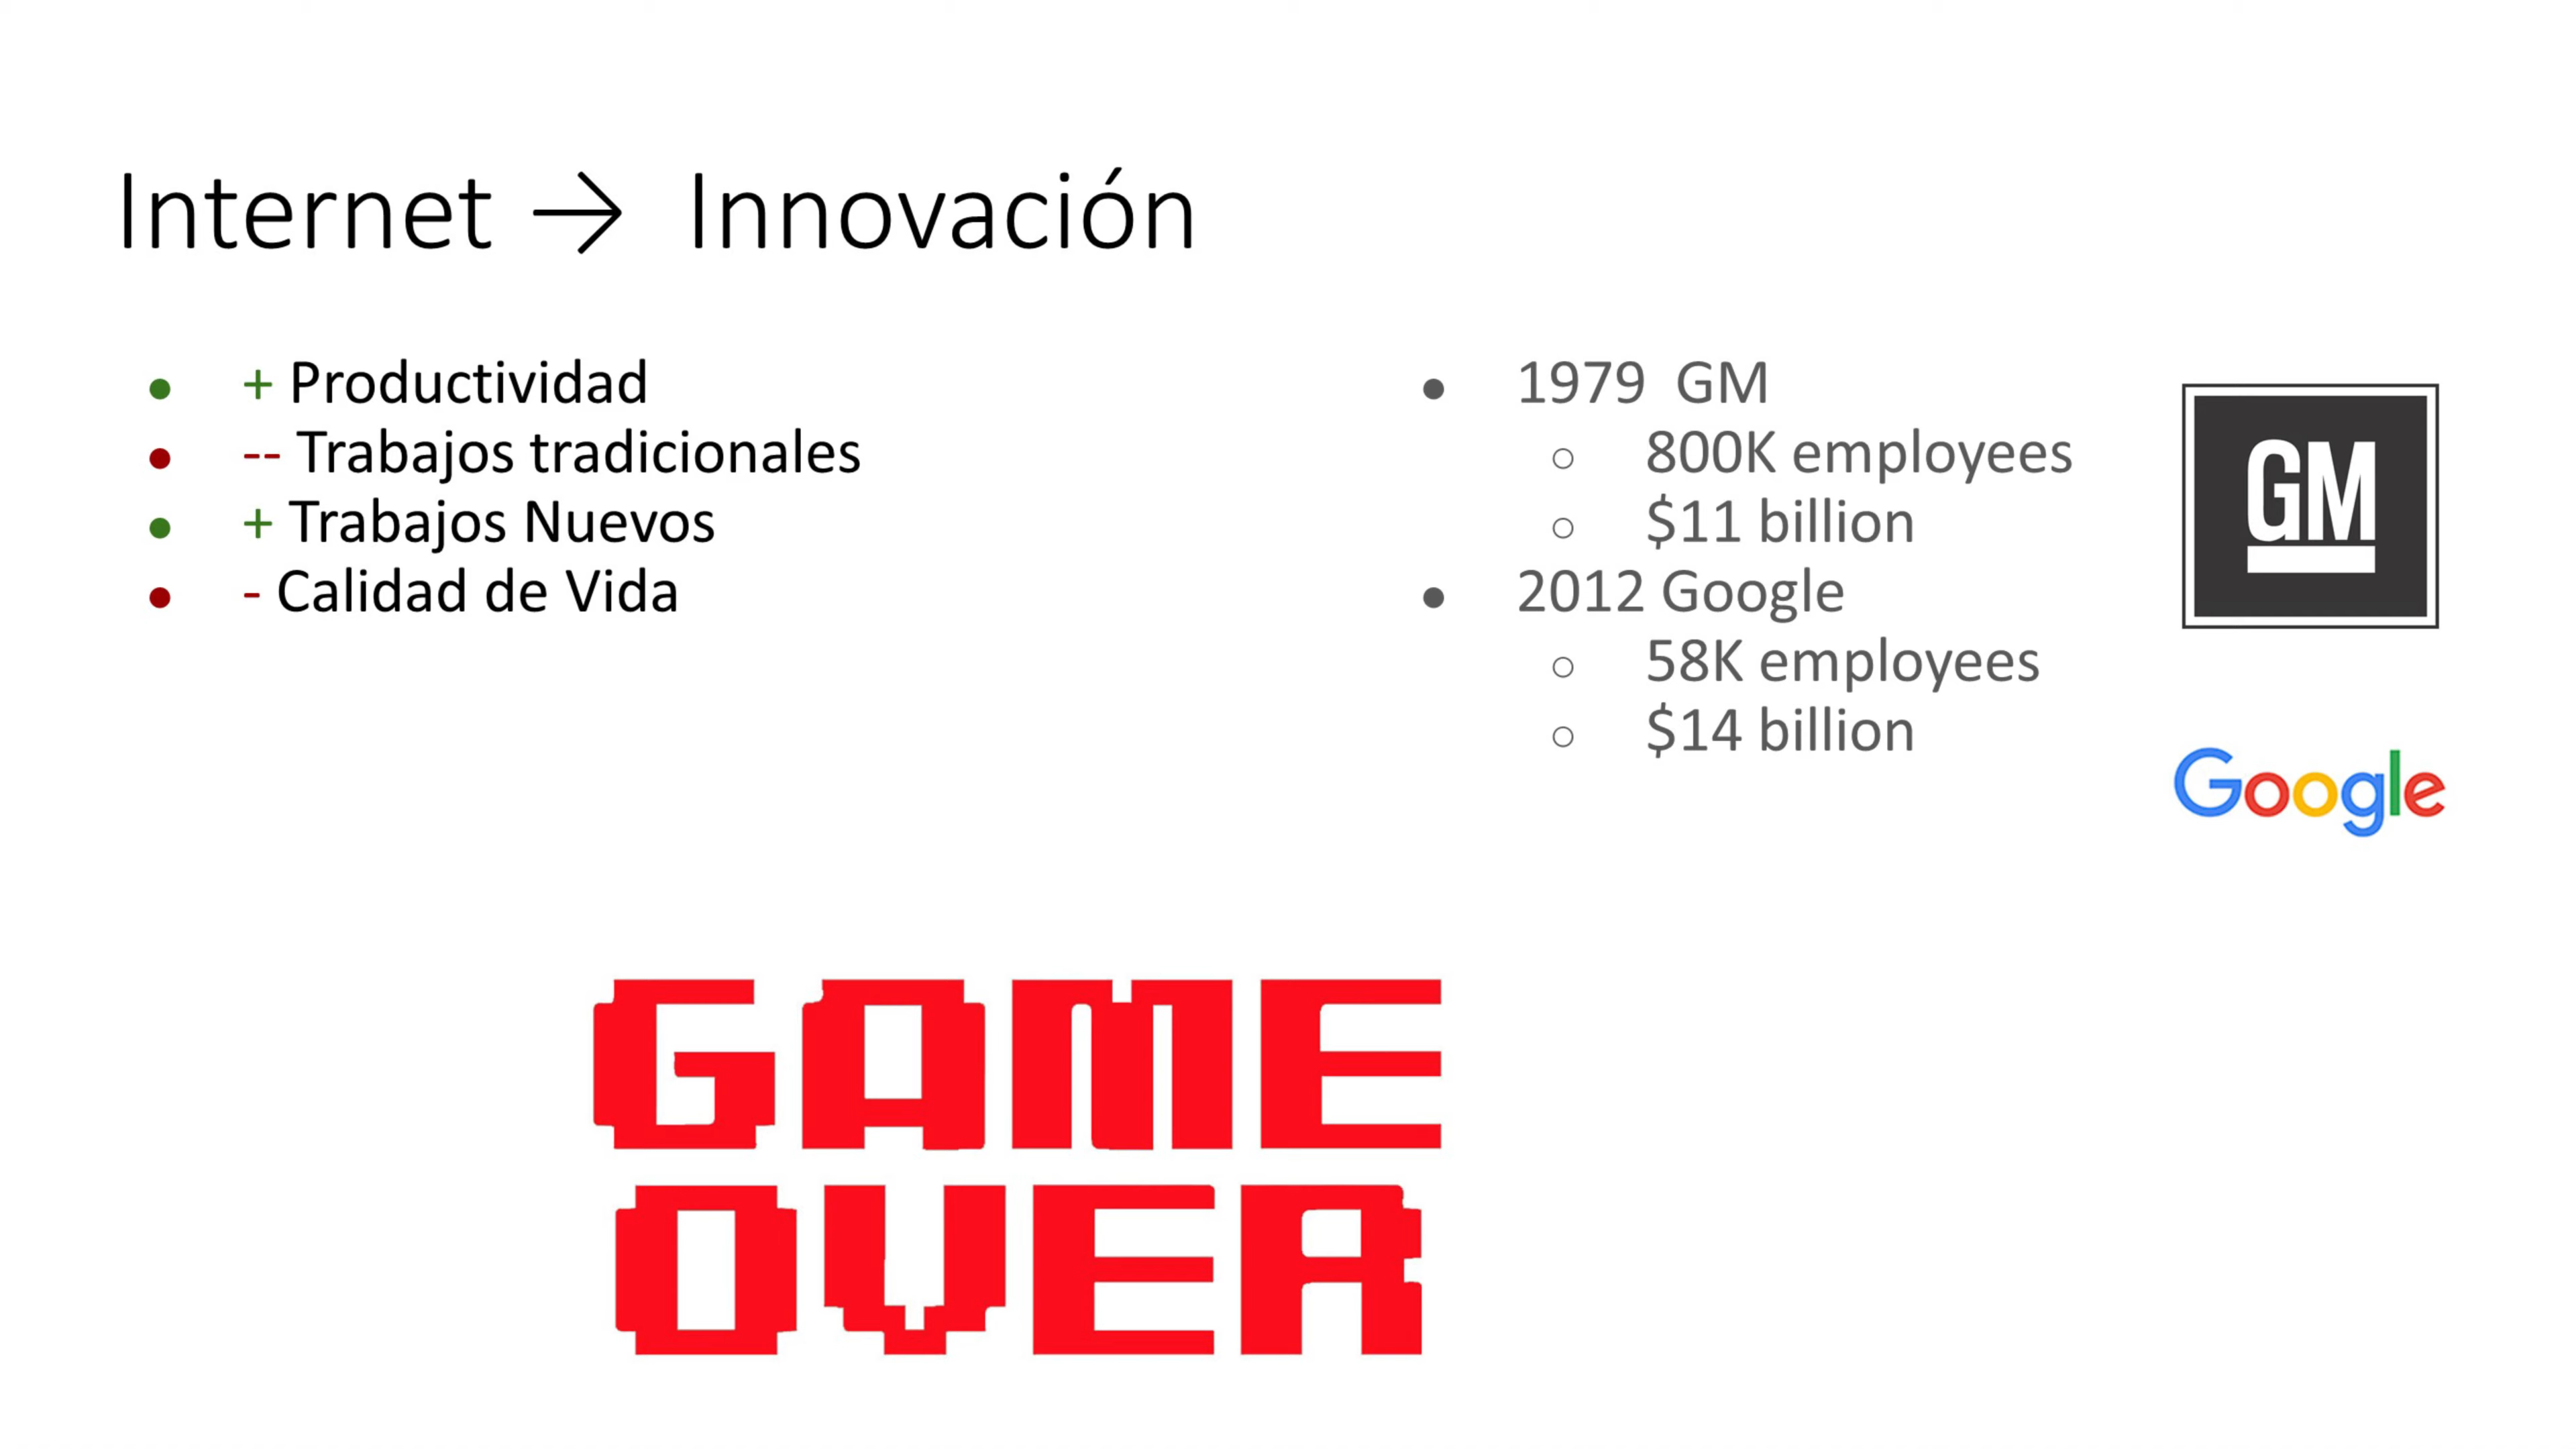 Internet → Innovación
+ Productividad
-- Trabajos tradicionales
+ Trabajos Nuevos
- Calidad de Vida
1979 GM
800K employees
$11 billion
2012 Google
58K employees
$14 billion
GM
Google
GAME
OVER